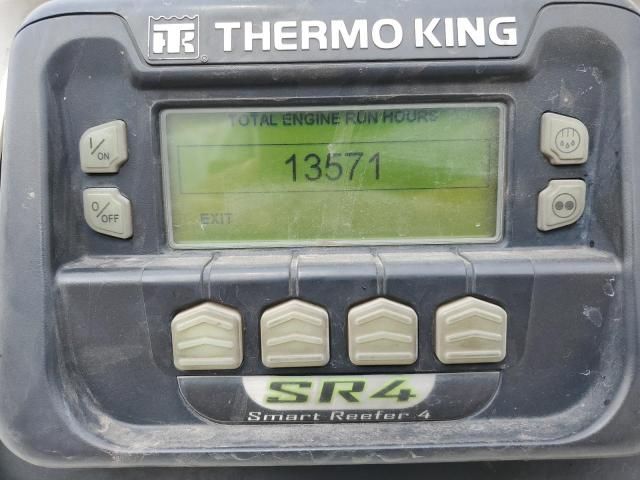 THERMO KING
TOTAL ENGINE RUN HOURS
I/ON
13571
O/OFF
EXIT
SR4
Smart Reefer 4